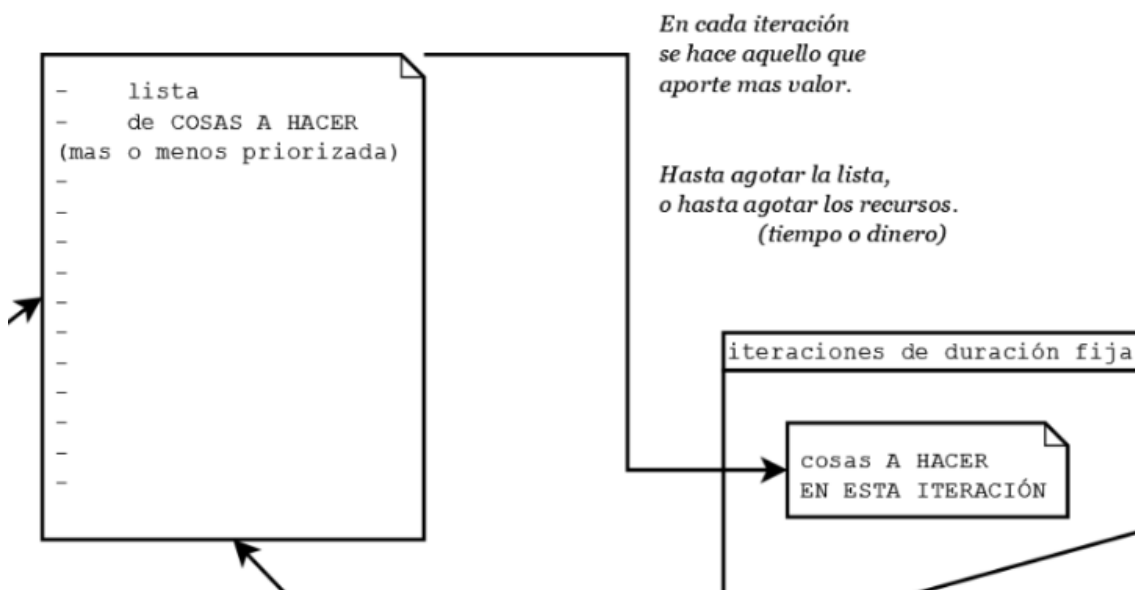 -     lista
-     de COSAS A HACER
(mas o menos priorizada)
-
-
-
-
-
-
-
-
-
-
-
En cada iteración
se hace aquello que
aporte mas valor.
Hasta agotar la lista,
o hasta agotar los recursos.
(tiempo o dinero)
iteraciones de duración fija
cosas A HACER
EN ESTA ITERACIÓN